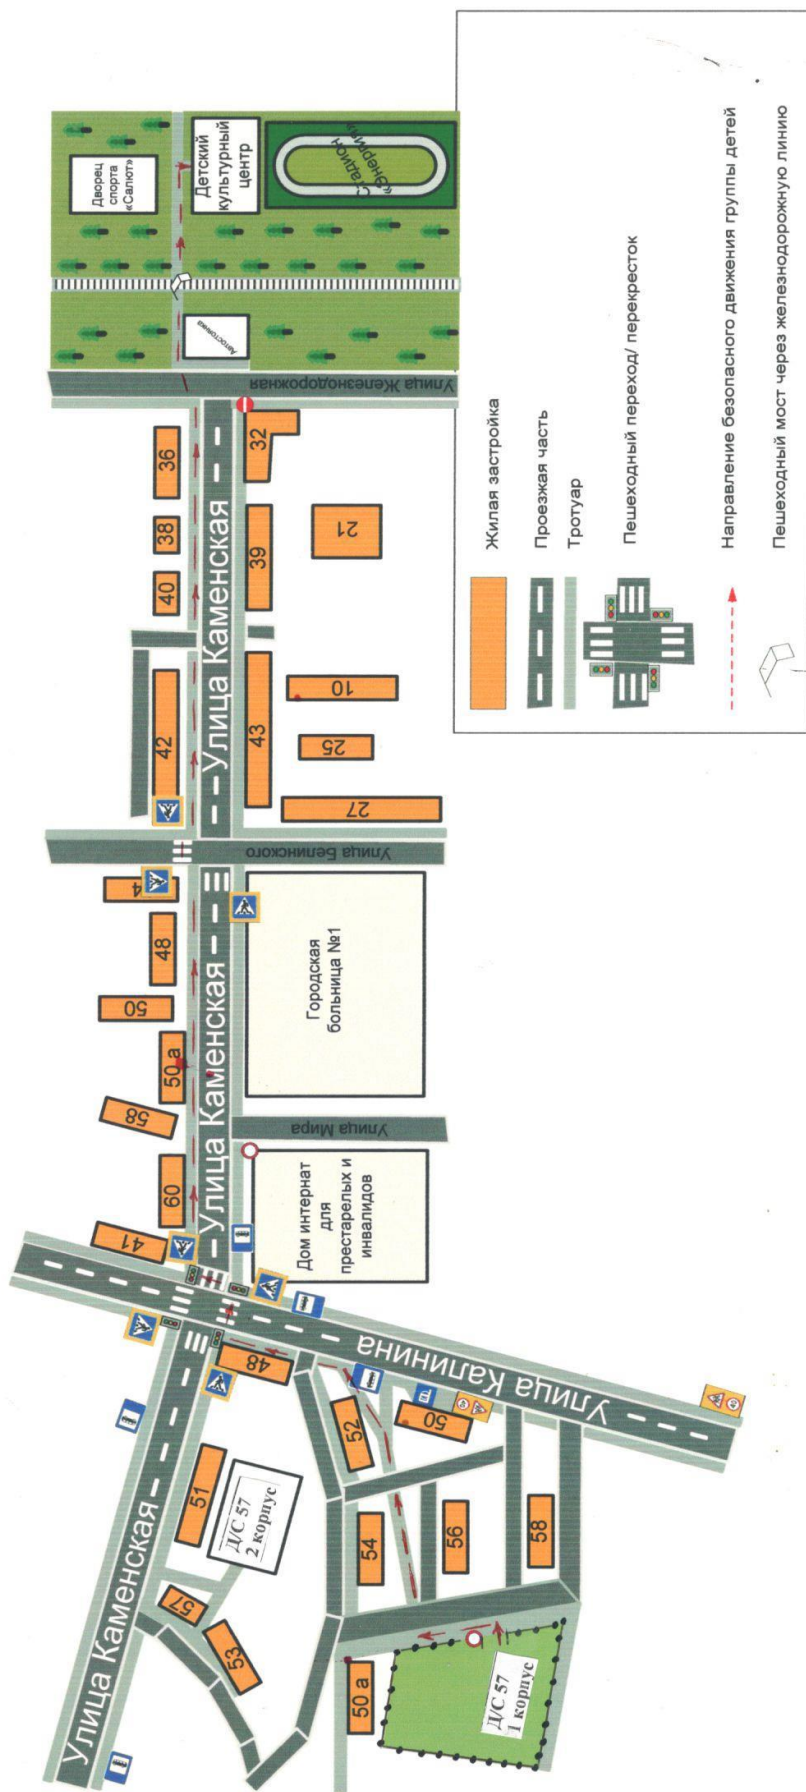 Улица Каменская
Улица Каменская
Улица Каменская
Улица Калинина
Улица Мира
Улица Белинского
Улица Железнодорожная
57
53
51
Д/С 57
2 корпус
50 а
Д/С 57
1 корпус
54
56
58
52
50
48
41
60
58
50 а
50
48
4
42
40
38
36
Дом интернат
для
престарелых и
инвалидов
Городская
больница №1
27
25
10
43
39
21
32
Автостоянка
Дворец
спорта
«Салют»
Детский
культурный
центр
Стадион
«Энергия»
Жилая застройка
Проезжая часть
Тротуар
Пешеходный переход/ перекресток
Направление безопасного движения группы детей
Пешеходный мост через железнодорожную линию